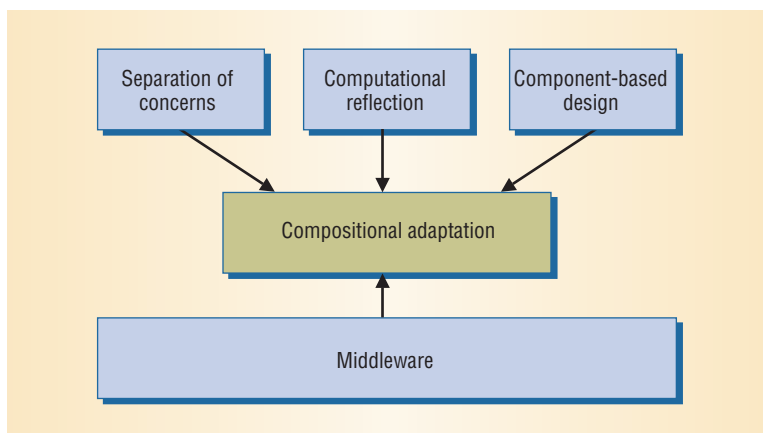 Separation of
concerns
Computational
reflection
Component-based
design
Compositional adaptation
Middleware